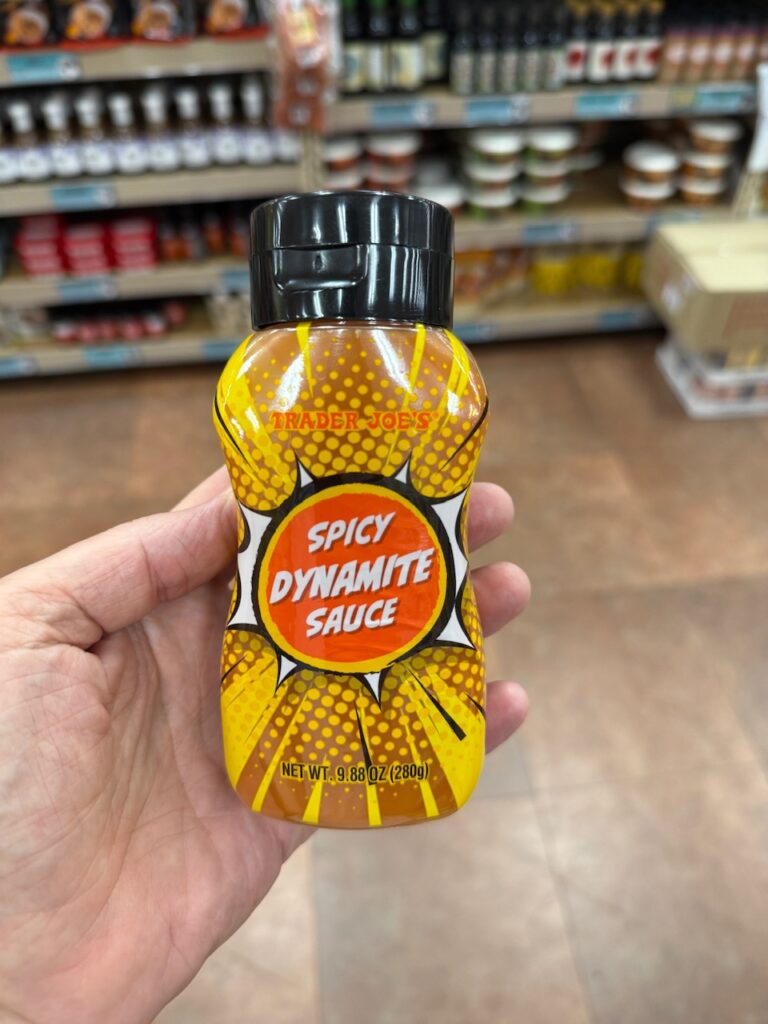 TRADER JOE'S
SPICY
DYNAMITE
SAUCE
NET WT. 9.88 OZ (280g)